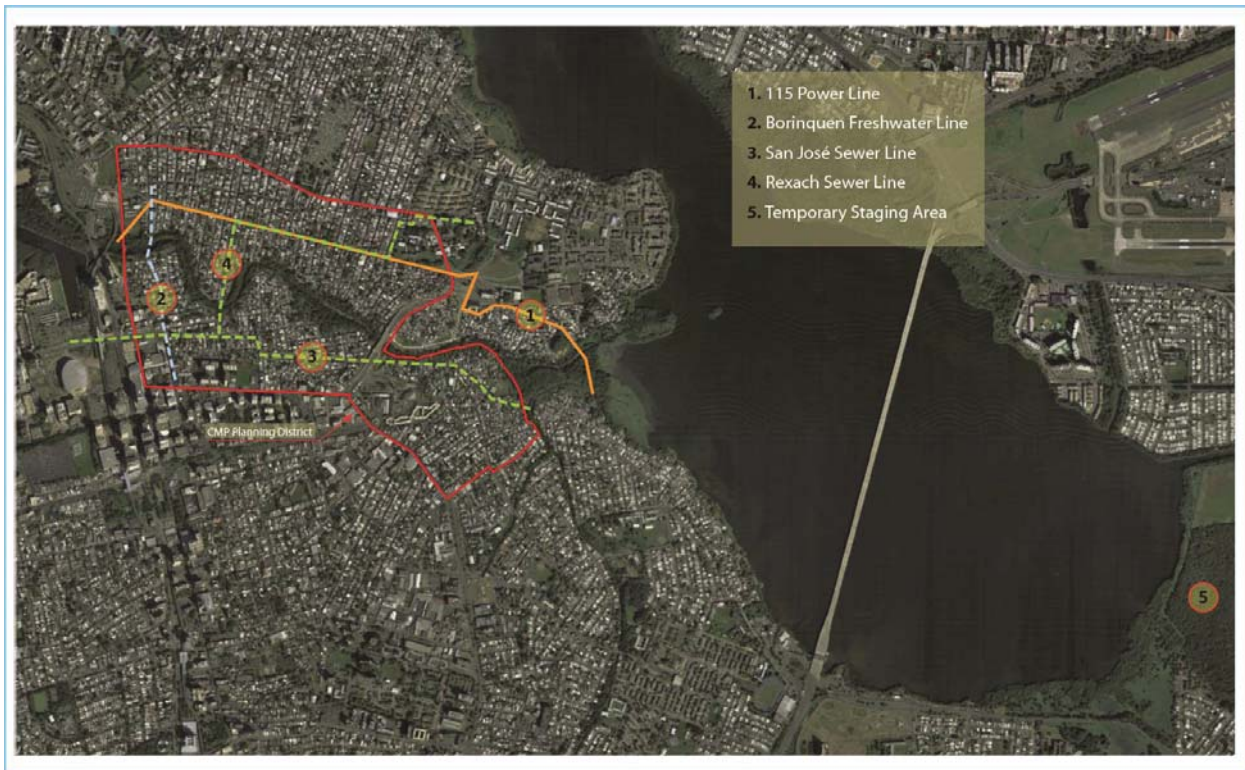 1. 115 Power Line
2. Borinquen Freshwater Line
3. San José Sewer Line
4. Rexach Sewer Line
5. Temporary Staging Area
4
2
1
3
CMP Planning District
5